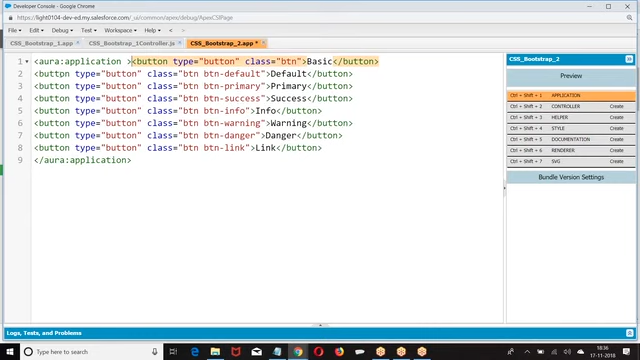 Developer Console - Google Chrome
https://light0104-dev-ed.my.salesforce.com/_ui/common/apex/debug/ApexCSIPage
File Edit Debug Test Workspace Help < >
CSS_Bootstrap_1.app CSS_Bootstrap_1Controller.js CSS_Bootstrap_2.app *
1 <aura:application ><button type="button" class="btn">Basic</button>
2 <button type="button" class="btn btn-default">Default</button>
3 <button type="button" class="btn btn-primary">Primary</button>
4 <button type="button" class="btn btn-success">Success</button>
5 <button type="button" class="btn btn-info">Info</button>
6 <button type="button" class="btn btn-warning">Warning</button>
7 <button type="button" class="btn btn-danger">Danger</button>
8 <button type="button" class="btn btn-link">Link</button>
9 </aura:application>
CSS_Bootstrap_2
Preview
Ctrl + Shift + 1 APPLICATION
Ctrl + Shift + 2 CONTROLLER Create
Ctrl + Shift + 3 HELPER Create
Ctrl + Shift + 4 STYLE Create
Ctrl + Shift + 5 DOCUMENTATION Create
Ctrl + Shift + 6 RENDERER Create
Ctrl + Shift + 7 SVG Create
Bundle Version Settings
Logs, Tests, and Problems
Type here to search
18:36
17-11-2018